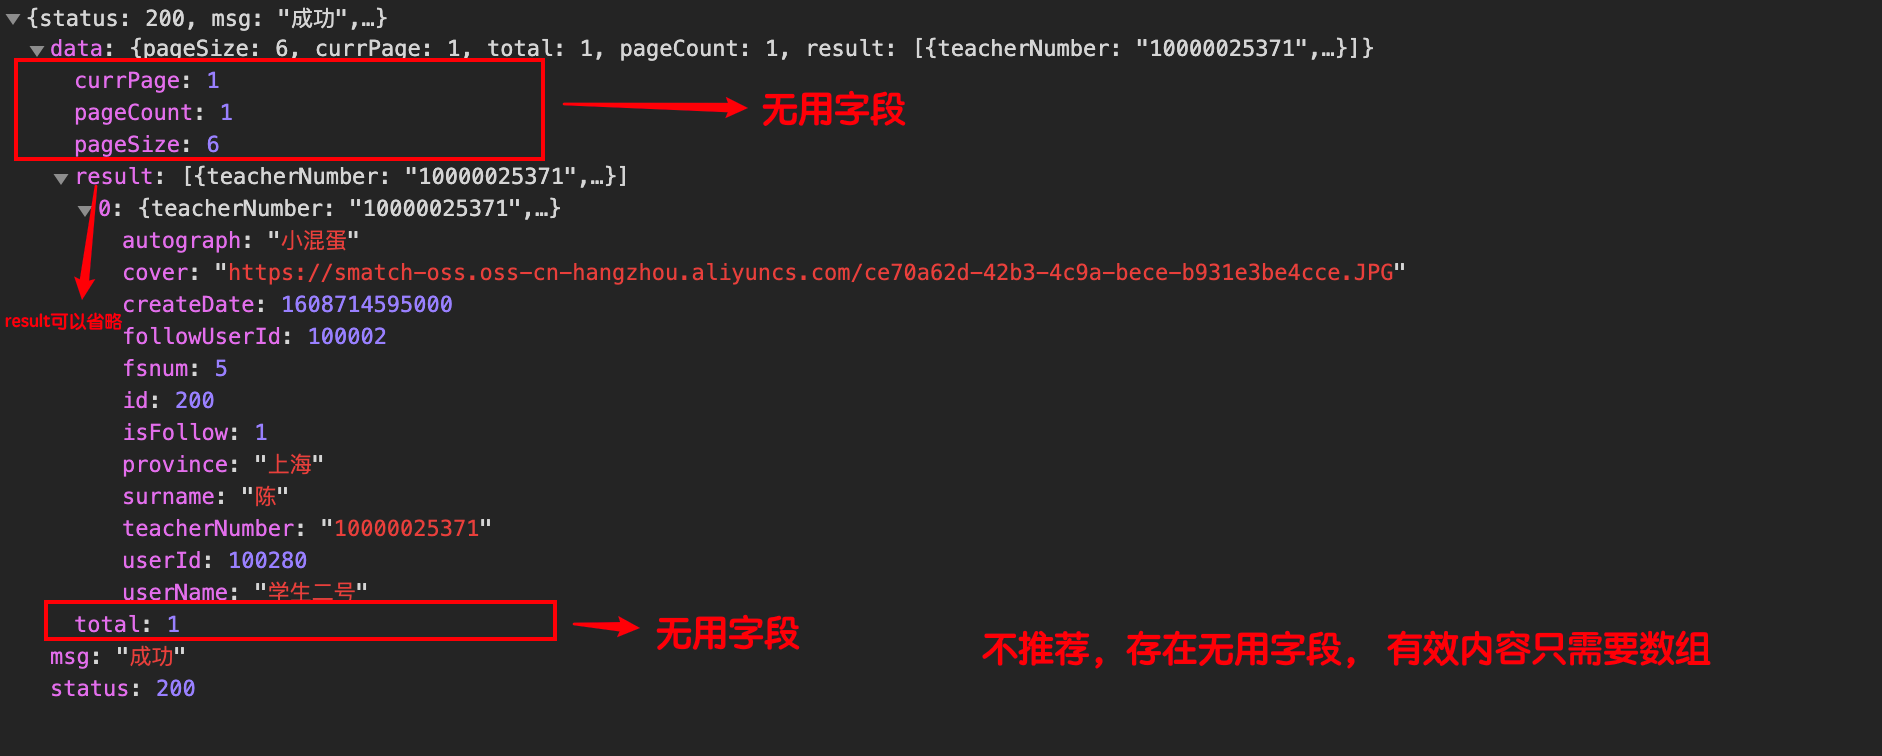 {status: 200, msg: "成功",…}
data: {pageSize: 6, currPage: 1, total: 1, pageCount: 1, result: [{teacherNumber: "10000025371",…}]}
currPage: 1
pageCount: 1
无用字段
pageSize: 6
result: [{teacherNumber: "10000025371",…}]
0: {teacherNumber: "10000025371",…}
autograph: "小混蛋"
cover: "https://smatch-oss.oss-cn-hangzhou.aliyuncs.com/ce70a62d-42b3-4c9a-bece-b931e3be4cce.JPG"
createDate: 1608714595000
result可以省略
followUserId: 100002
fsnum: 5
id: 200
isFollow: 1
province: "上海"
surname: "陈"
teacherNumber: "10000025371"
userId: 100280
userName: "学生二号"
total: 1
无用字段
不推荐，存在无用字段， 有效内容只需要数组
msg: "成功"
status: 200